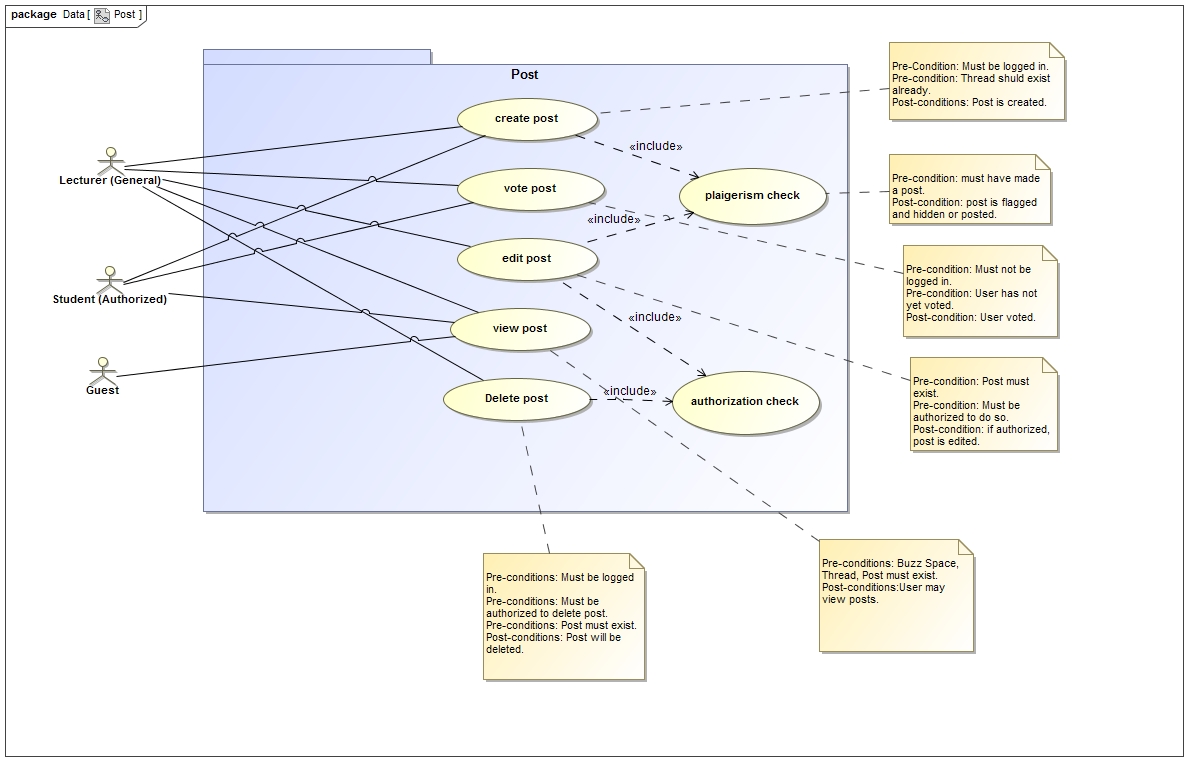 package Data [ Post ]
Post
create post
vote post
edit post
view post
Delete post
plaigerism check
authorization check
«include»
«include»
«include»
«include»
Lecturer (General)
Student (Authorized)
Guest
Pre-Condition: Must be logged in.
Pre-condition: Thread shuld exist
already.
Post-conditions: Post is created.
Pre-condition: must have made
a post.
Post-condition: post is flagged
and hidden or posted.
Pre-condition: Must not be
logged in.
Pre-condition: User has not
yet voted.
Post-condition: User voted.
Pre-condition: Post must
exist.
Pre-condition: Must be
authorized to do so.
Post-condition: if authorized,
post is edited.
Pre-conditions: Buzz Space,
Thread, Post must exist.
Post-conditions:User may
view posts.
Pre-conditions: Must be logged
in.
Pre-conditions: Must be
authorized to delete post.
Pre-conditions: Post must exist.
Post-conditions: Post will be
deleted.